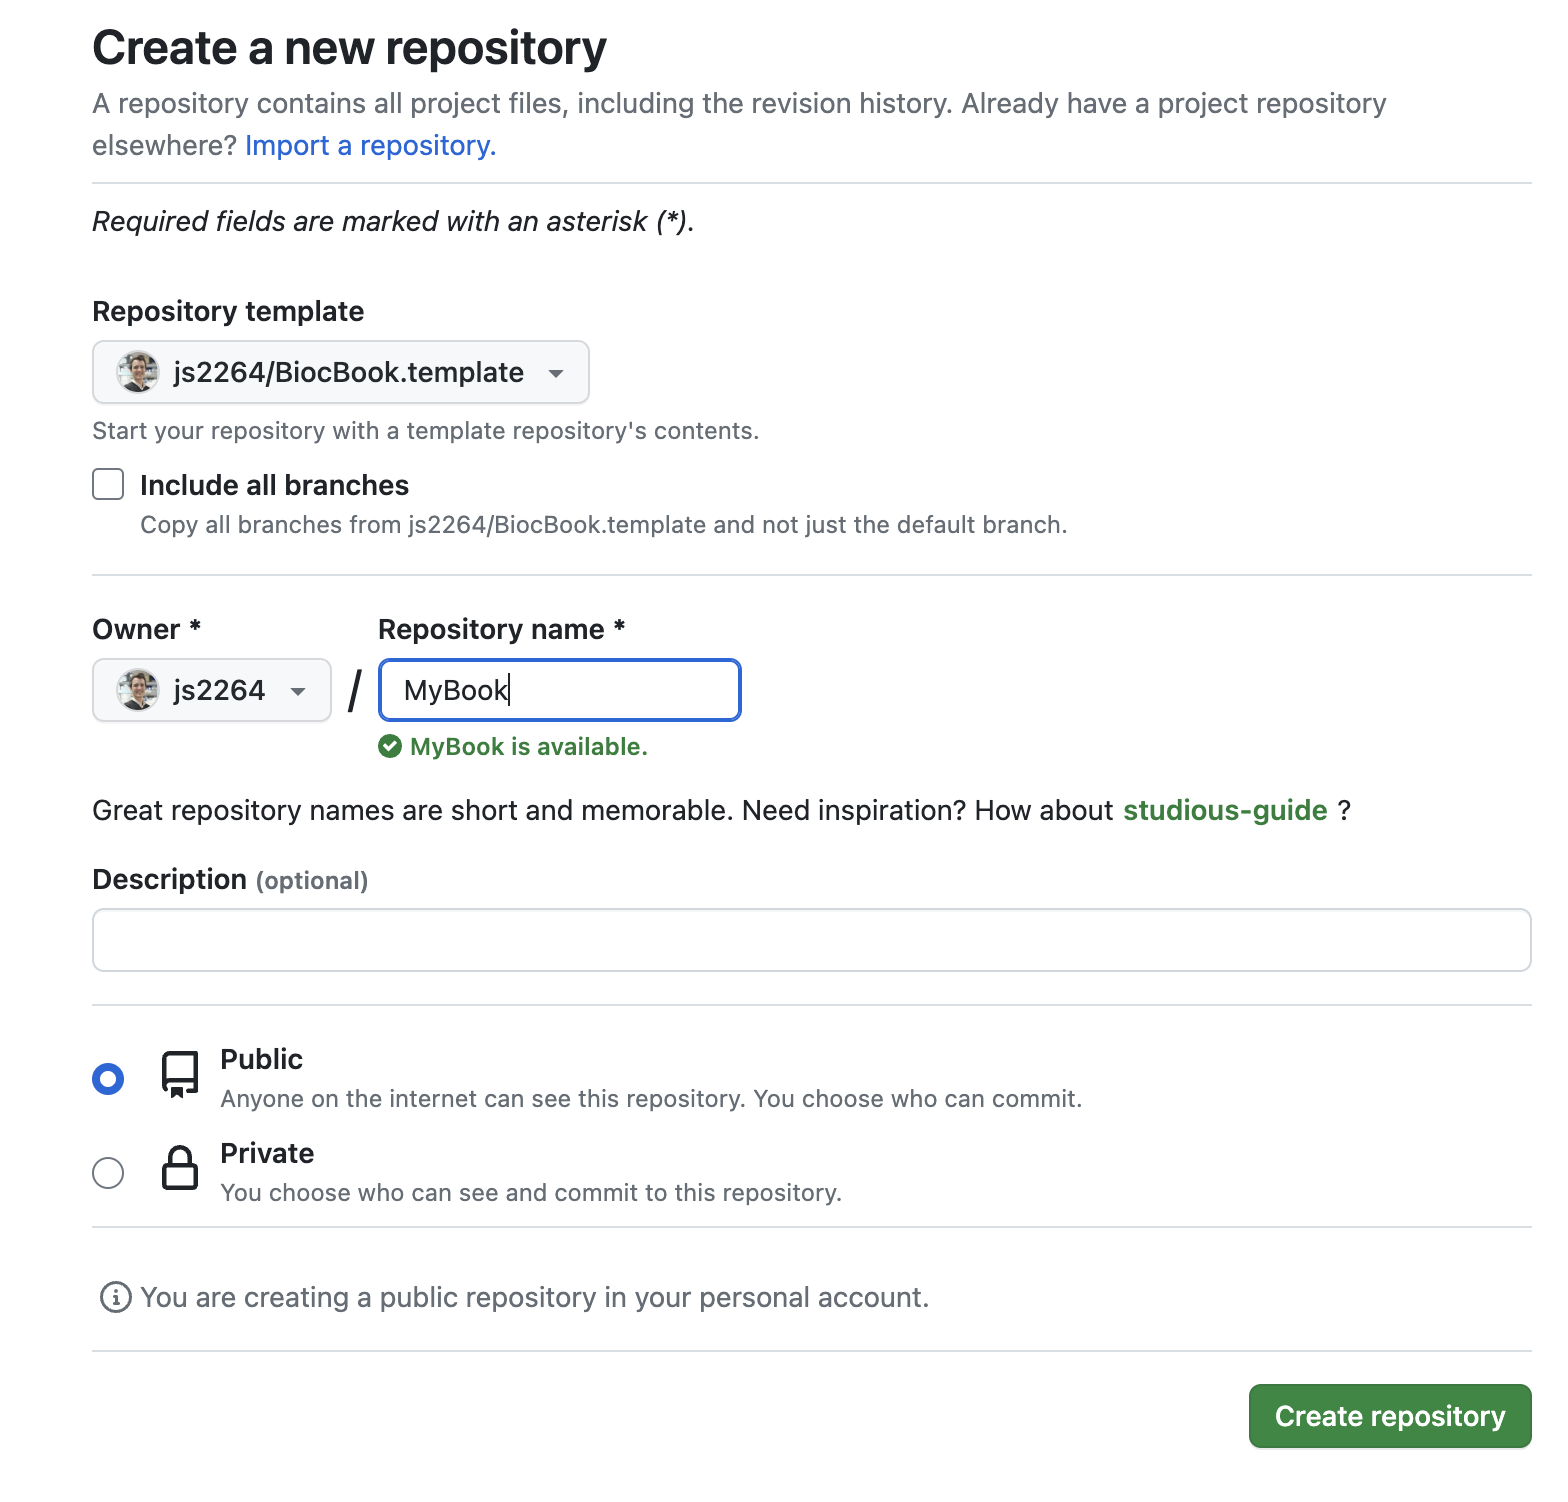 Create a new repository
A repository contains all project files, including the revision history. Already have a project repository
elsewhere? Import a repository.
Required fields are marked with an asterisk (*).
Repository template
js2264/BiocBook.template
Start your repository with a template repository's contents.
Include all branches
Copy all branches from js2264/BiocBook.template and not just the default branch.
Owner * Repository name *
js2264 / MyBook
MyBook is available.
Great repository names are short and memorable. Need inspiration? How about studious-guide ?
Description (optional)
Public
Anyone on the internet can see this repository. You choose who can commit.
Private
You choose who can see and commit to this repository.
You are creating a public repository in your personal account.
Create repository